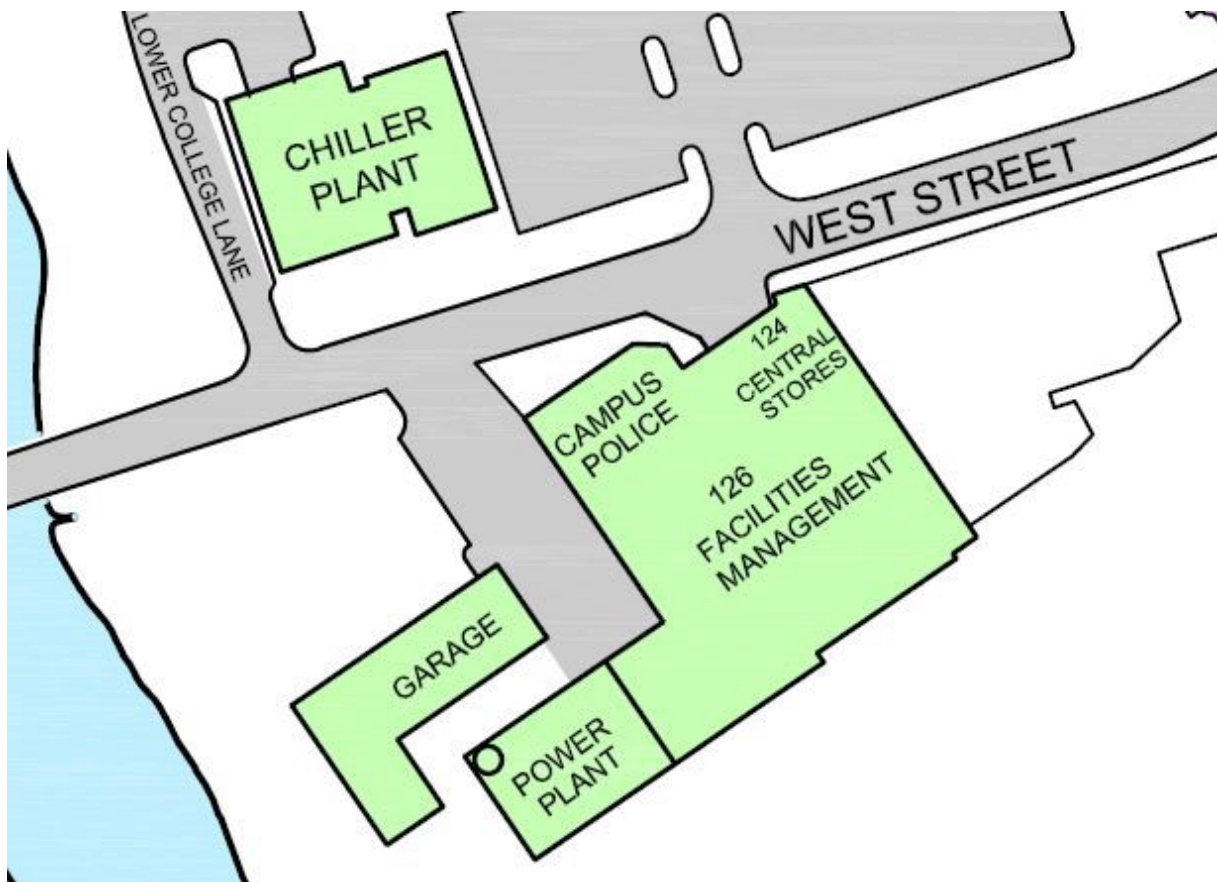 LOWER COLLEGE LANE
CHILLER
PLANT
WEST STREET
124
CENTRAL
STORES
CAMPUS
POLICE
126
FACILITIES
MANAGEMENT
GARAGE
POWER
PLANT